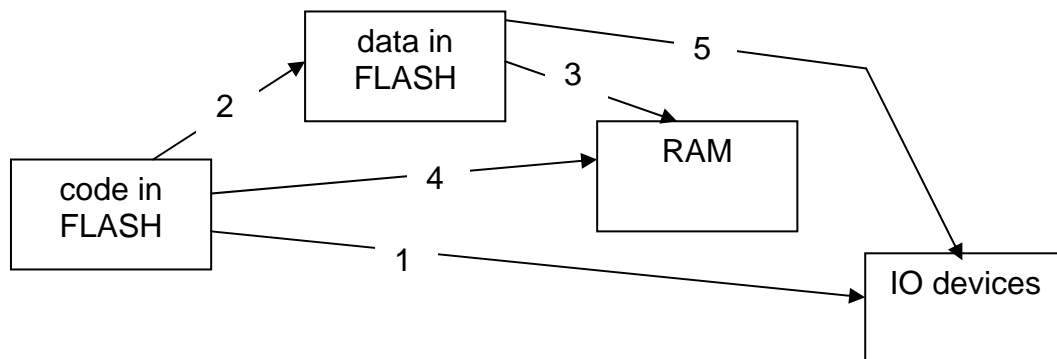 data in
FLASH
5
3
2
RAM
code in
FLASH
4
1
IO devices